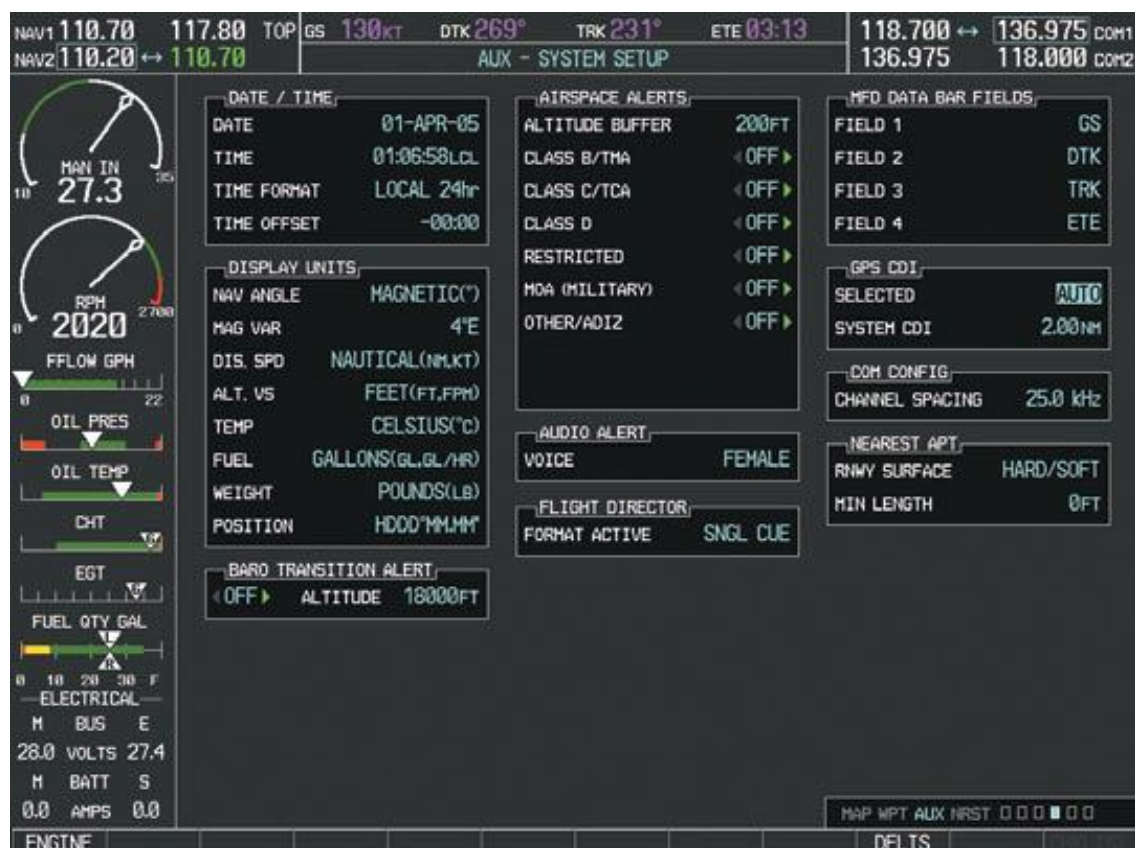 NAV1 110.70 117.80 TOP GS 130KT DTK 269° TRK 231° ETE 03:13 118.700 ↔ 136.975 COM1
NAV2 110.20 ↔ 110.70 AUX - SYSTEM SETUP 136.975 118.000 COM2
MAN IN
10 27.3 35
RPM
0 2020 2700
FFLOW GPH
0 22
OIL PRES
OIL TEMP
CHT
EGT
FUEL QTY GAL
L
R
0 10 20 30 F
ELECTRICAL
M BUS E
28.0 VOLTS 27.4
M BATT S
0.0 AMPS 0.0
DATE / TIME
DATE 01-APR-05
TIME 01:06:58LCL
TIME FORMAT LOCAL 24hr
TIME OFFSET -00:00
DISPLAY UNITS
NAV ANGLE MAGNETIC(°)
MAG VAR 4°E
DIS. SPD NAUTICAL(NM,KT)
ALT. VS FEET(FT,FPM)
TEMP CELSIUS(°C)
FUEL GALLONS(GL,GL/HR)
WEIGHT POUNDS(LB)
POSITION HDDD°MM.MM'
BARO TRANSITION ALERT
OFF ALTITUDE 18000FT
AIRSPACE ALERTS
ALTITUDE BUFFER 200FT
CLASS B/TMA OFF
CLASS C/TCA OFF
CLASS D OFF
RESTRICTED OFF
MOA (MILITARY) OFF
OTHER/ADIZ OFF
AUDIO ALERT
VOICE FEMALE
FLIGHT DIRECTOR
FORMAT ACTIVE SNGL CUE
MFD DATA BAR FIELDS
FIELD 1 GS
FIELD 2 DTK
FIELD 3 TRK
FIELD 4 ETE
GPS CDI
SELECTED AUTO
SYSTEM CDI 2.00NM
COM CONFIG
CHANNEL SPACING 25.0 kHz
NEAREST APT
RNWY SURFACE HARD/SOFT
MIN LENGTH 0FT
MAP WPT AUX NRST
ENGINE DFLTS